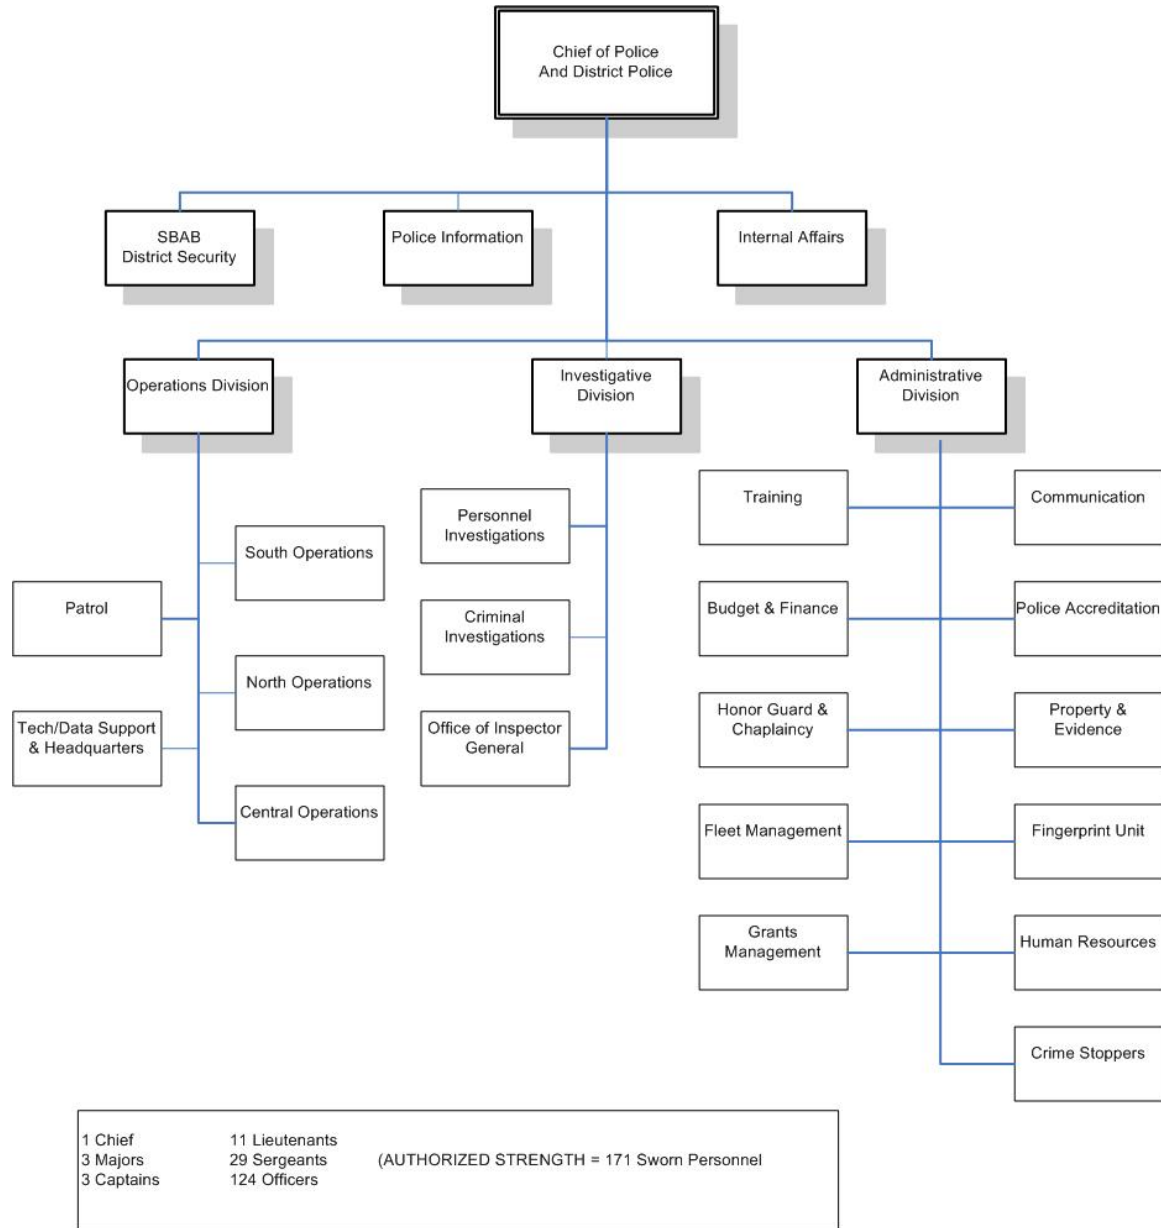 Chief of Police
And District Police
SBAB
District Security
Police Information
Internal Affairs
Operations Division
Investigative
Division
Administrative
Division
South Operations
Patrol
North Operations
Tech/Data Support
& Headquarters
Central Operations
Personnel
Investigations
Criminal
Investigations
Office of Inspector
General
Training
Communication
Budget & Finance
Police Accreditation
Honor Guard &
Chaplaincy
Property &
Evidence
Fleet Management
Fingerprint Unit
Grants
Management
Human Resources
Crime Stoppers
1 Chief 11 Lieutenants
3 Majors 29 Sergeants (AUTHORIZED STRENGTH = 171 Sworn Personnel
3 Captains 124 Officers